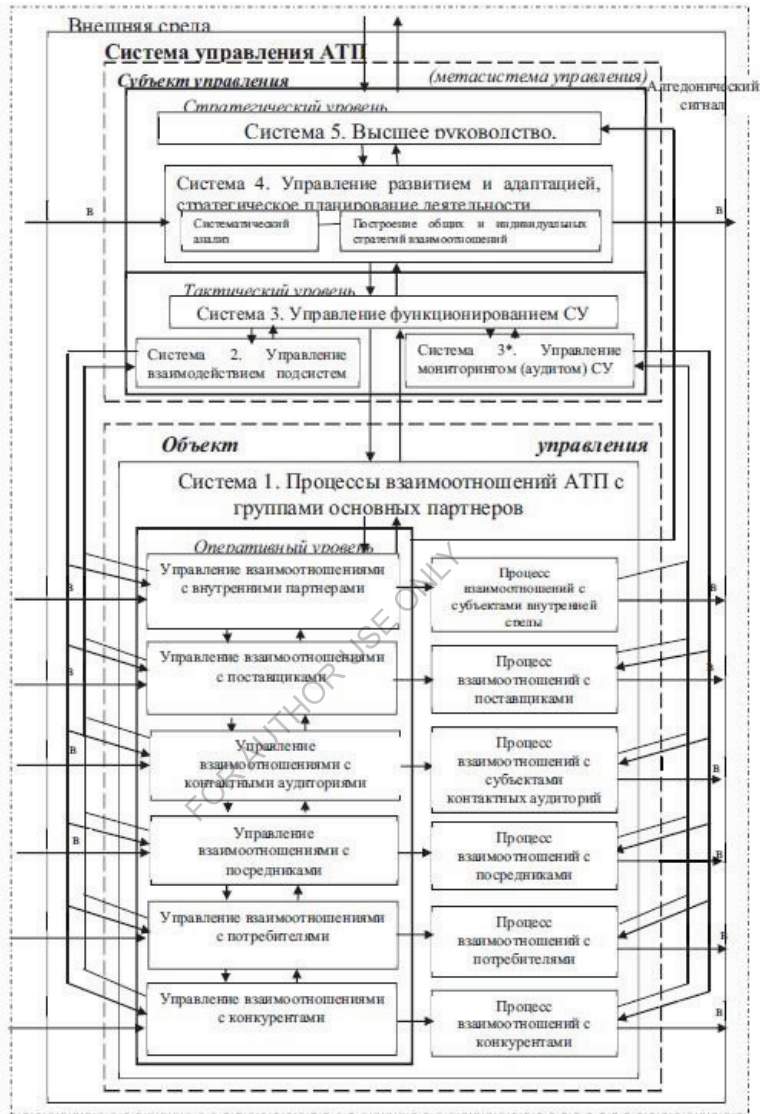 Внешняя среда
Система управления АТП
Субъект управления
(метасистема управления)
Алгедонический
сигнал
Стратегический уровень
Система 5. Высшее руководство.
Система 4. Управление развитием и адаптацией,
стратегическое планирование деятельности
Систематический
анализ
Построение общих и индивидуальных
стратегий взаимоотношений
в
в
Тактический уровень
Система 3. Управление функционированием СУ
Система 2. Управление
взаимодействием подсистем
Система 3*. Управление
мониторингом (аудитом) СУ
Объект управления
Система 1. Процессы взаимоотношений АТП с
группами основных партнеров
Оперативный уровень
Управление взаимоотношениями
с внутренними партнерами
Процесс
взаимоотношений с
субъектами внутренней
среды
в
в
Управление взаимоотношениями
с поставщиками
Процесс
взаимоотношений с
поставщиками
в
в
Управление
взаимоотношениями с
контактными аудиториями
Процесс
взаимоотношений с
субъектами
контактных аудиторий
в
в
Управление
взаимоотношениями с
посредниками
Процесс
взаимоотношений с
посредниками
в
в
Управление взаимоотношениями
с потребителями
Процесс
взаимоотношений с
потребителями
в
Управление взаимоотношениями
с конкурентами
Процесс
взаимоотношений с
конкурентами
в
FOR AUTHOR USE ONLY